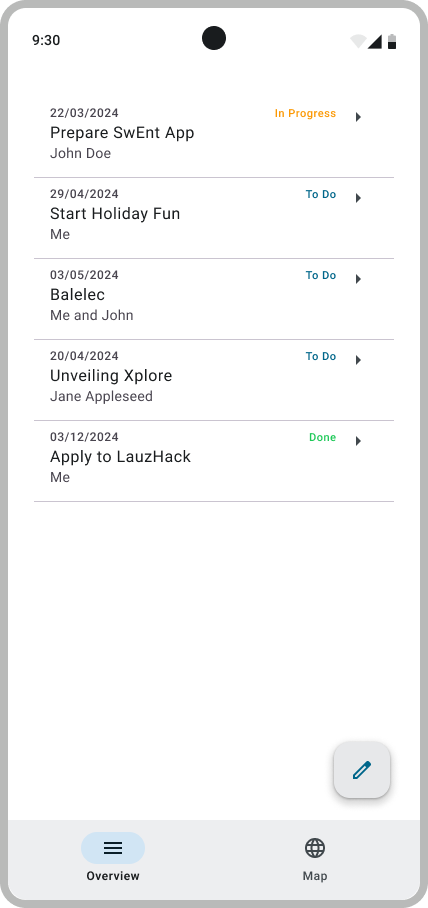 9:30
22/03/2024 In Progress
Prepare SwEnt App
John Doe
29/04/2024 To Do
Start Holiday Fun
Me
03/05/2024 To Do
Balelec
Me and John
20/04/2024 To Do
Unveiling Xplore
Jane Appleseed
03/12/2024 Done
Apply to LauzHack
Me
Overview Map